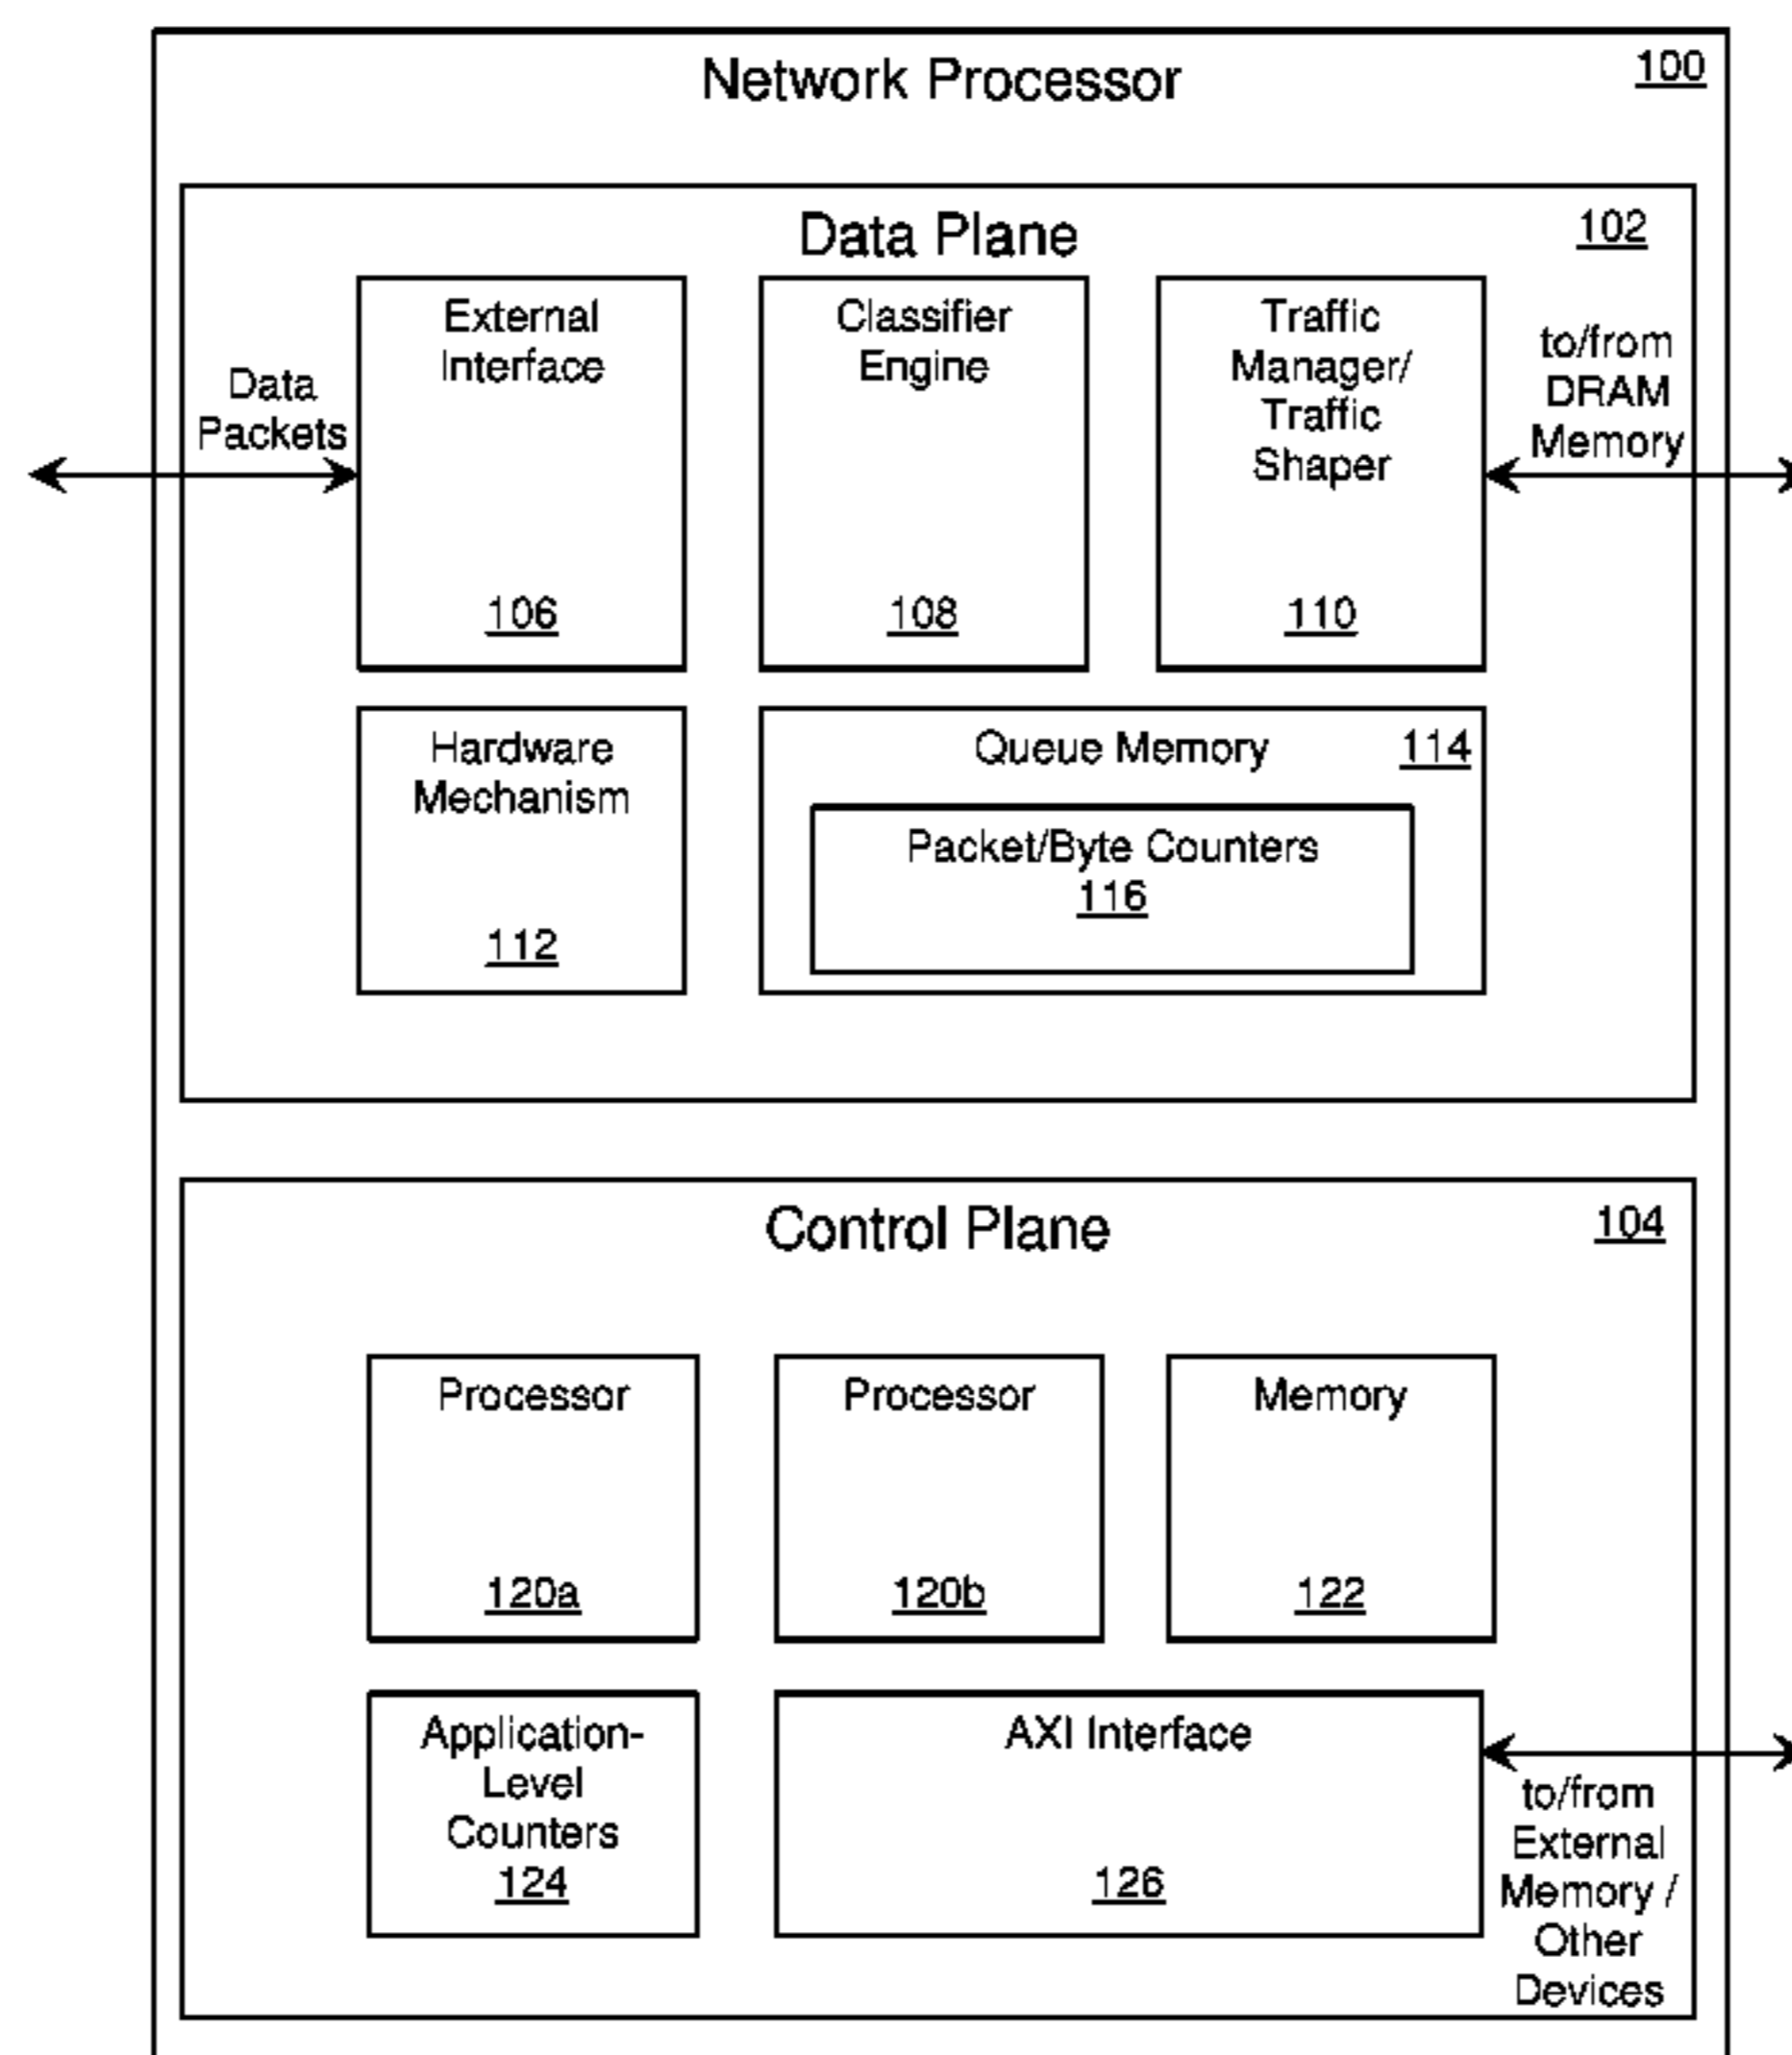 Network Processor
100
Data Plane
102
External
Interface
106
Classifier
Engine
108
Traffic
Manager/
Traffic
Shaper
110
Data
Packets
to/from
DRAM
Memory
Hardware
Mechanism
112
Queue Memory
114
Packet/Byte Counters
116
Control Plane
104
Processor
120a
Processor
120b
Memory
122
Application-
Level
Counters
124
AXI Interface
126
to/from
External
Memory /
Other
Devices